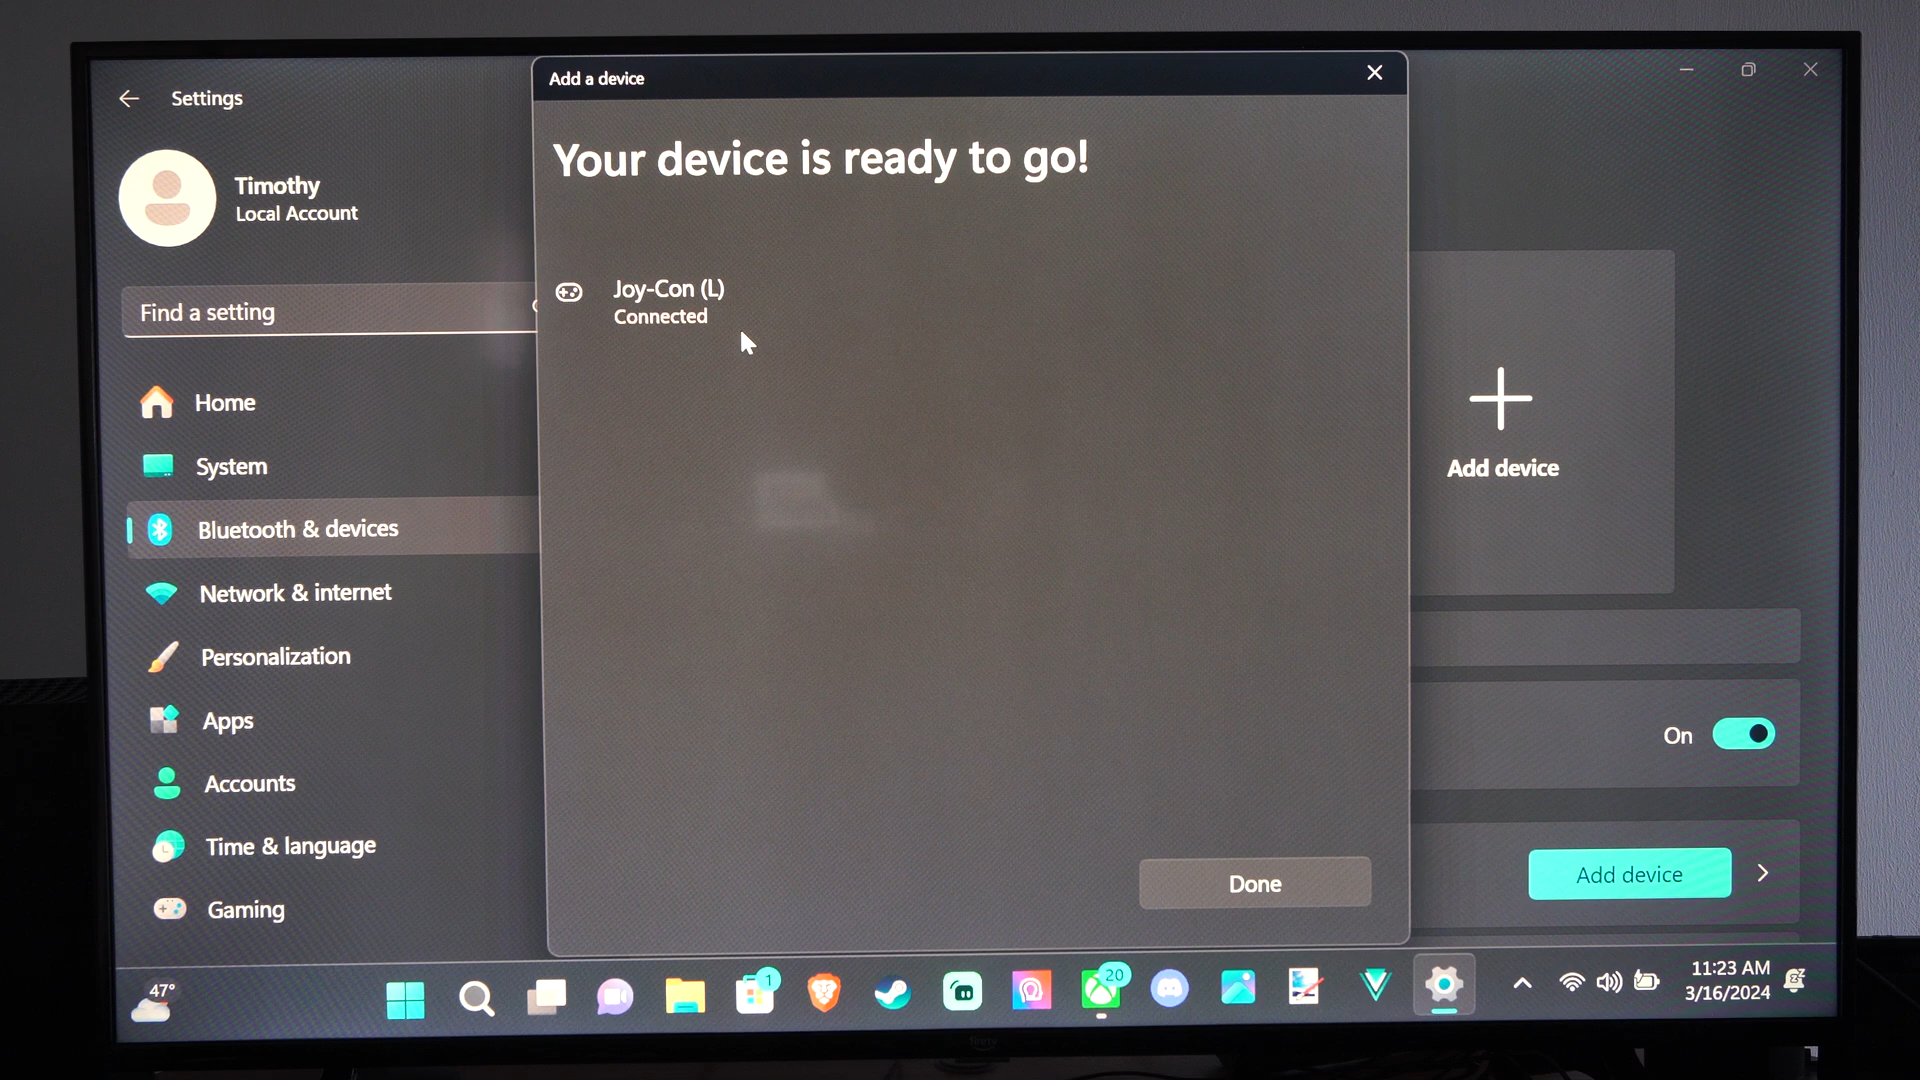 Settings
Timothy
Local Account
Find a setting
Home
System
Bluetooth & devices
Network & internet
Personalization
Apps
Accounts
Time & language
Gaming
Add a device
Your device is ready to go!
Joy-Con (L)
Connected
Done
Add device
On
Add device
47°
1
20
11:23 AM
3/16/2024